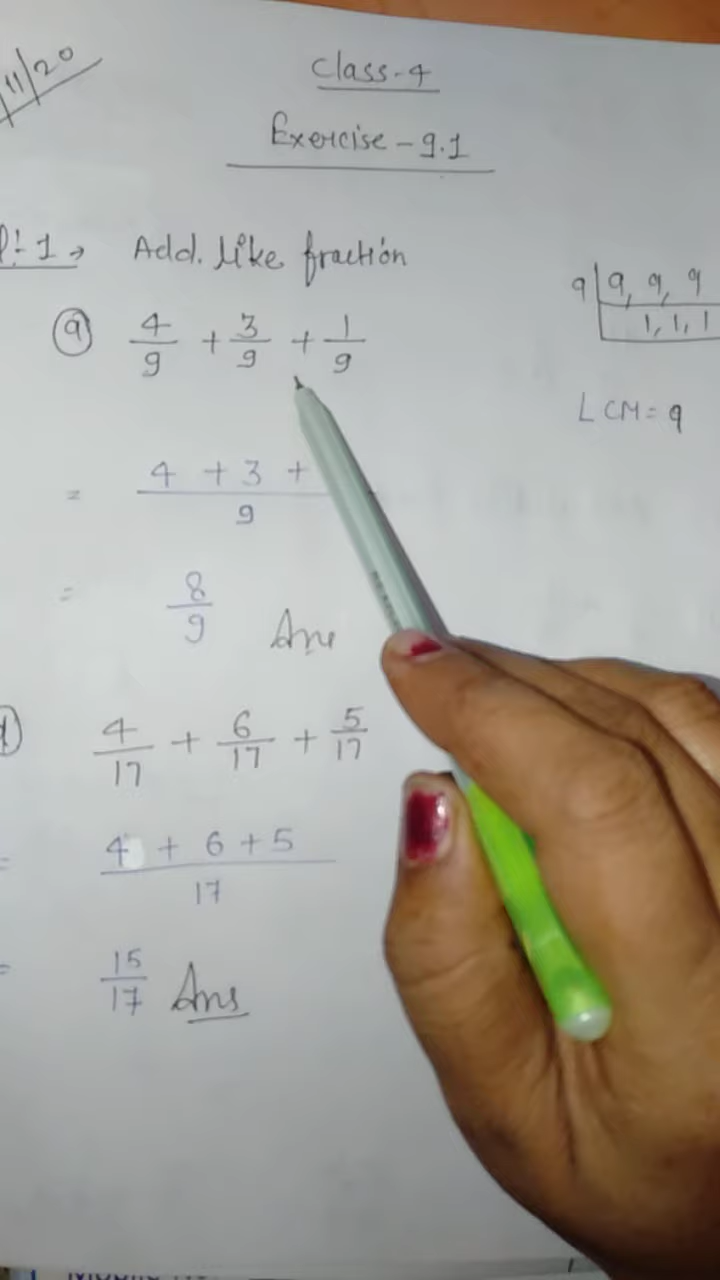 11/20
Class-4
Exercise-9.1
1→ Add. like fraction
(a) 4/9 + 3/9 + 1/9
= 4 + 3 + / 9
= 8/9 Ans
4/17 + 6/17 + 5/17
= 4 + 6 + 5 / 17
= 15/17 Ans
9 | 9, 9, 9
1, 1, 1
LCM = 9